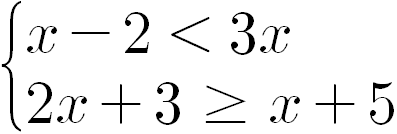 x − 2 < 3x
2x + 3 ≥ x + 5